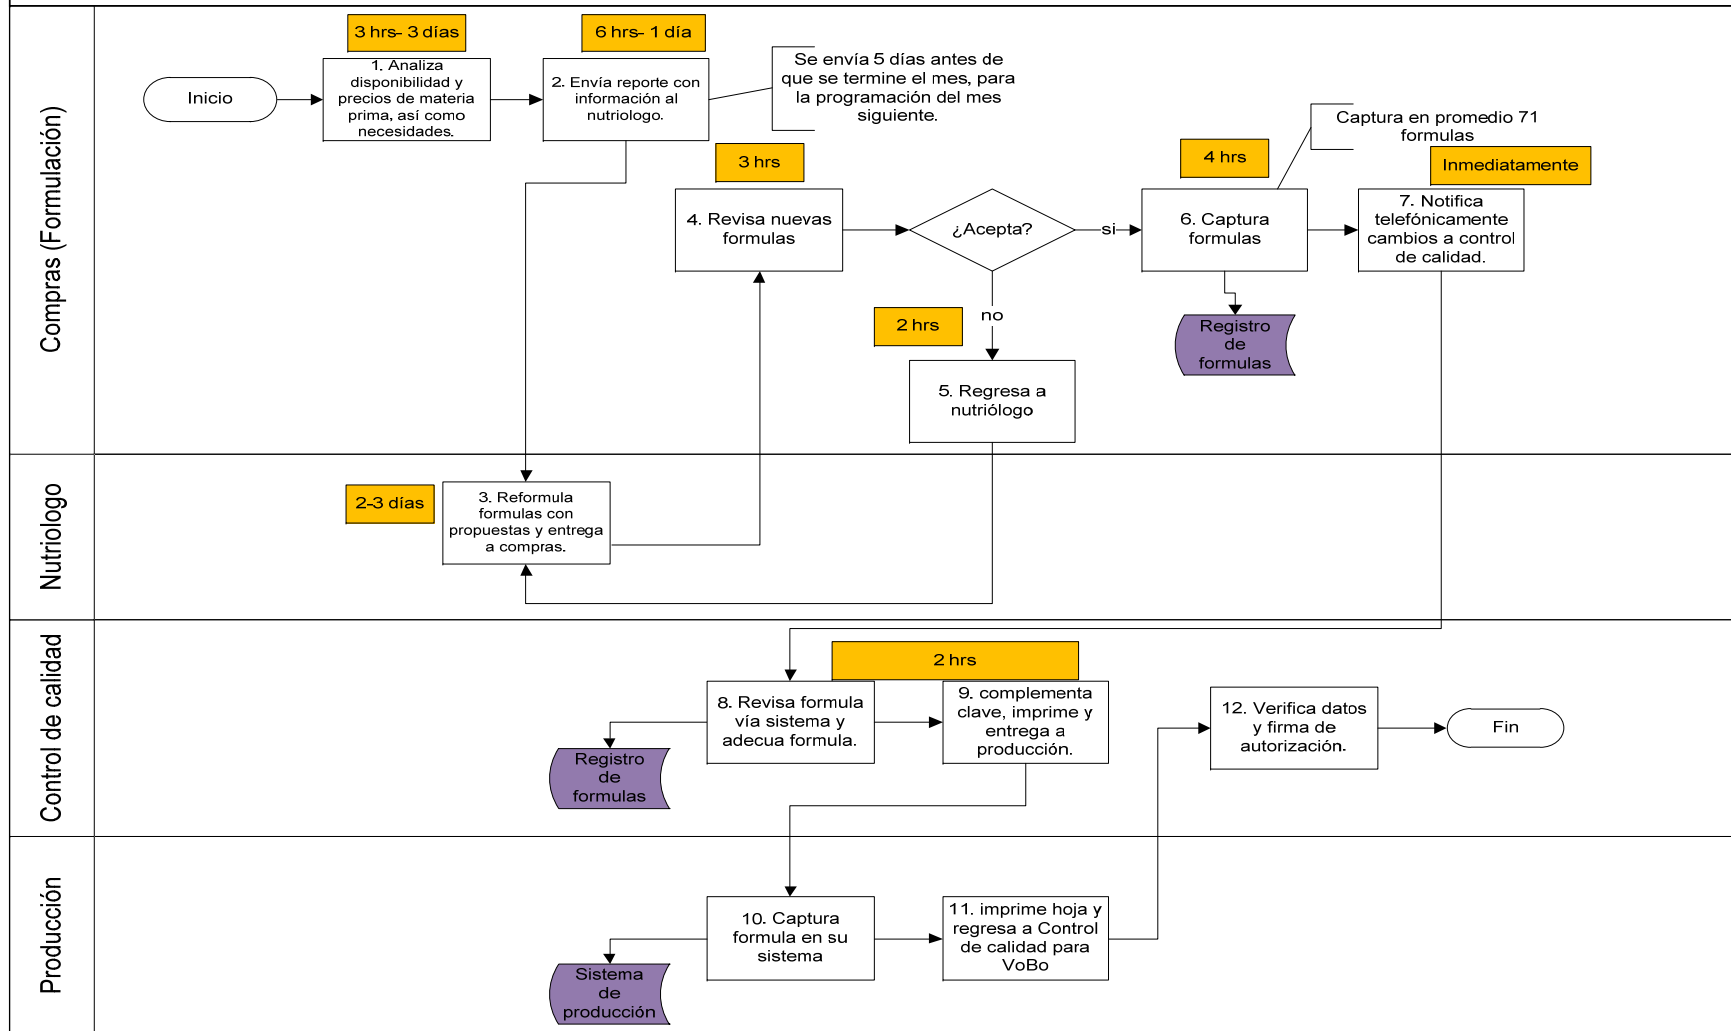 Compras (Formulación)
3 hrs- 3 días
6 hrs- 1 día
Inicio
1. Analiza
disponibilidad y
precios de materia
prima, así como
necesidades.
2. Envía reporte con
información al
nutriologo.
Se envía 5 días antes de
que se termine el mes, para
la programación del mes
siguiente.
3 hrs
4. Revisa nuevas
formulas
¿Acepta?
si
no
4 hrs
Captura en promedio 71
formulas
6. Captura
formulas
Inmediatamente
7. Notifica
telefónicamente
cambios a control
de calidad.
Registro
de
formulas
2 hrs
5. Regresa a
nutriólogo
Nutriologo
2-3 días
3. Reformula
formulas con
propuestas y entrega
a compras.
Control de calidad
2 hrs
8. Revisa formula
vía sistema y
adecua formula.
9. complementa
clave, imprime y
entrega a
producción.
12. Verifica datos
y firma de
autorización.
Fin
Registro
de
formulas
Producción
10. Captura
formula en su
sistema
11. imprime hoja y
regresa a Control
de calidad para
VoBo
Sistema
de
producción